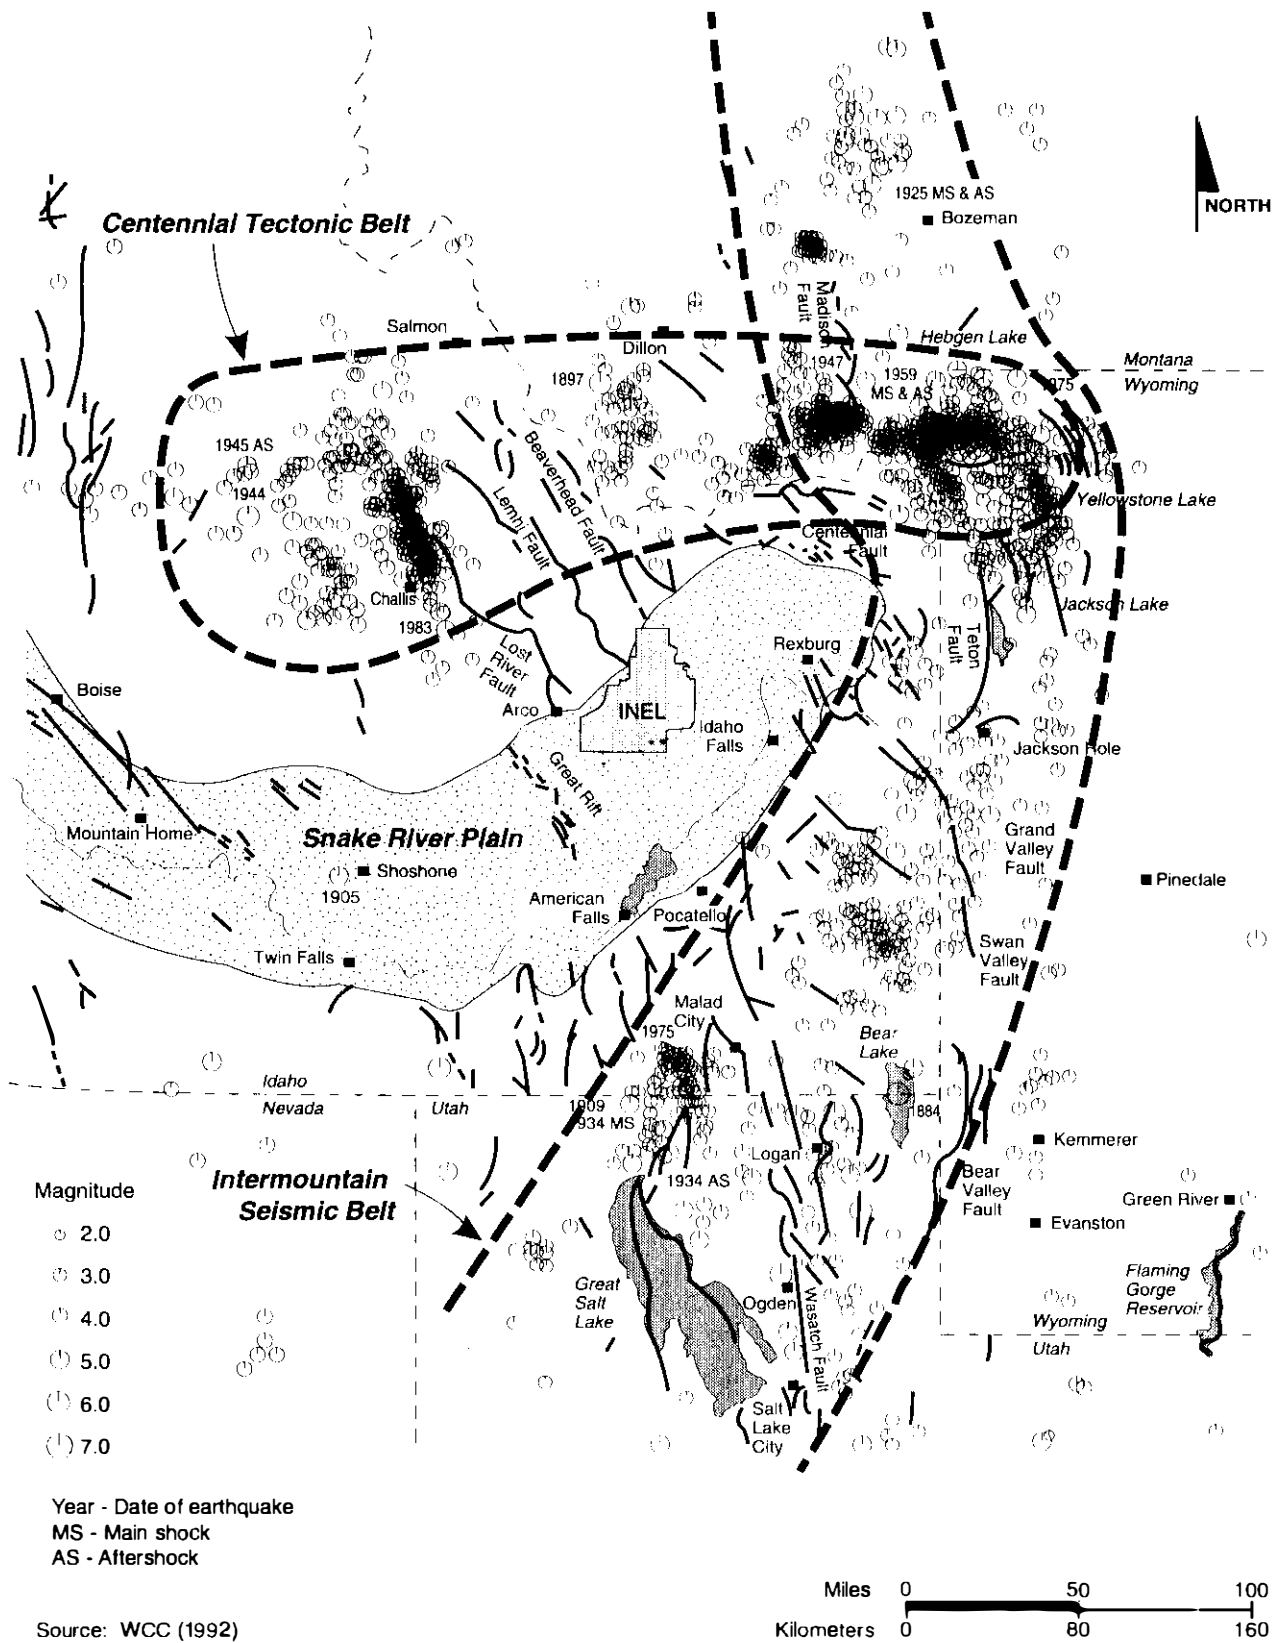 1925 MS & AS
Bozeman
NORTH
Centennial Tectonic Belt
Madison
Fault
Salmon
Hebgen Lake
Dillon
Montana
Wyoming
1947
1959
MS & AS
1897
1945 AS
1944
Beaverhead Fault
Lemhi Fault
Yellowstone Lake
Centennial
Fault
Challis
1983
Jackson Lake
Teton
Fault
Lost
River
Fault
Rexburg
Boise
Arco
INEL
Idaho
Falls
Jackson Hole
Great Rift
Mountain Home
Snake River Plain
Grand
Valley
Fault
Shoshone
1905
Pinedale
American
Falls
Pocatello
Twin Falls
Swan
Valley
Fault
Malad
City
1975
Bear
Lake
Idaho
Nevada
Utah
1909
934 MS
1884
Kemmerer
Logan
Intermountain
Seismic Belt
1934 AS
Bear
Valley
Fault
Green River
Evanston
Magnitude
2.0
3.0
4.0
5.0
6.0
7.0
Great
Salt
Lake
Ogden
Wasatch Fault
Flaming
Gorge
Reservoir
Wyoming
Utah
Salt
Lake
City
Year - Date of earthquake
MS - Main shock
AS - Aftershock
Miles 0 50 100
Kilometers 0 80 160
Source: WCC (1992)